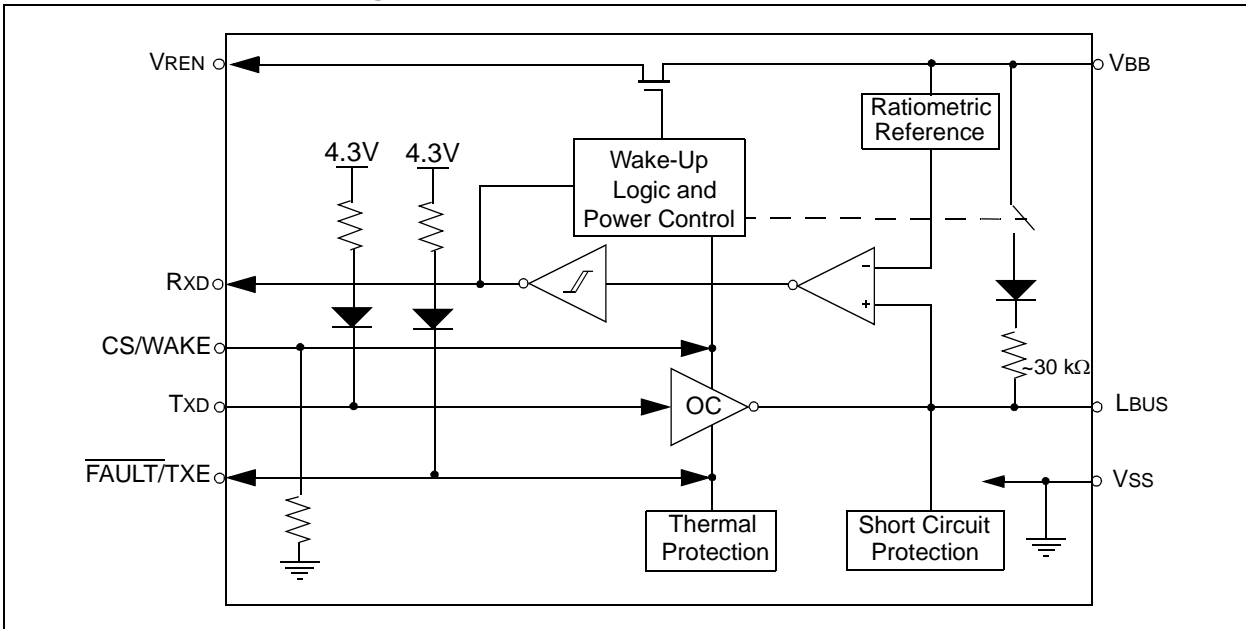 VREN
VBB
Ratiometric
Reference
4.3V
4.3V
Wake-Up
Logic and
Power Control
RXD
-
+
CS/WAKE
~30 kΩ
TXD
OC
LBUS
FAULT/TXE
VSS
Thermal
Protection
Short Circuit
Protection